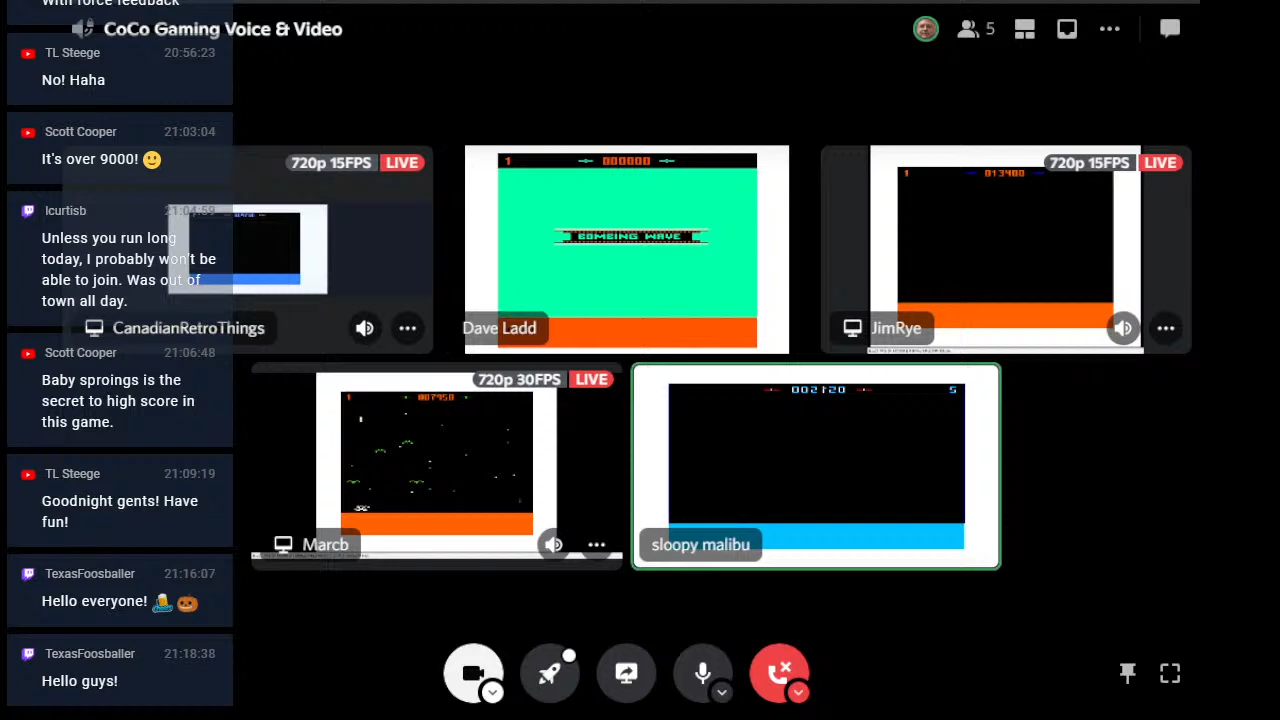 With force feedback
CoCo Gaming Voice & Video
5
TL Steege 20:56:23
No! Haha
Scott Cooper 21:03:04
It's over 9000! 🙂
lcurtisb 21:04:59
Unless you run long
today, I probably won't be
able to join. Was out of
town all day.
Scott Cooper 21:06:48
Baby sproings is the
secret to high score in
this game.
TL Steege 21:09:19
Goodnight gents! Have
fun!
TexasFoosballer 21:16:07
Hello everyone!
TexasFoosballer 21:18:38
Hello guys!
720p 15FPS LIVE
CanadianRetroThings
1 000000
BOMBING WAVE
Dave Ladd
720p 15FPS LIVE
1 013400
JimRye
720p 30FPS LIVE
1 007950
Marcb
002120 5
sloopy malibu